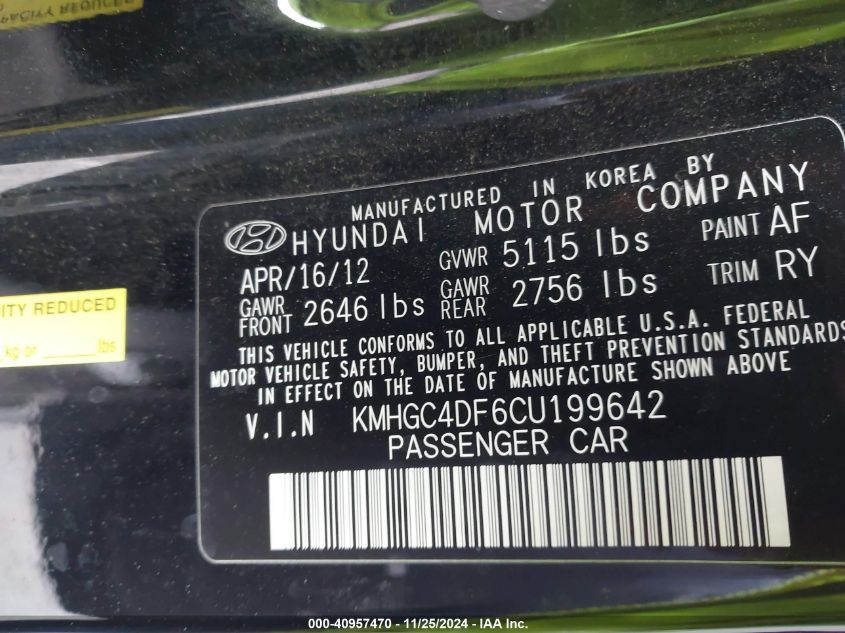 PACITY REDUCED
MANUFACTURED IN KOREA BY
HYUNDAI MOTOR COMPANY
APR/16/12 GVWR 5115 lbs PAINT AF
GAWR FRONT 2646 lbs GAWR REAR 2756 lbs TRIM RY
THIS VEHICLE CONFORMS TO ALL APPLICABLE U.S.A. FEDERAL
MOTOR VEHICLE SAFETY, BUMPER, AND THEFT PREVENTION STANDARDS
IN EFFECT ON THE DATE OF MANUFACTURE SHOWN ABOVE
V.I.N KMHGC4DF6CU199642
PASSENGER CAR
ITY REDUCED
kg or ______lbs
000-40957470 - 11/25/2024 - IAA Inc.